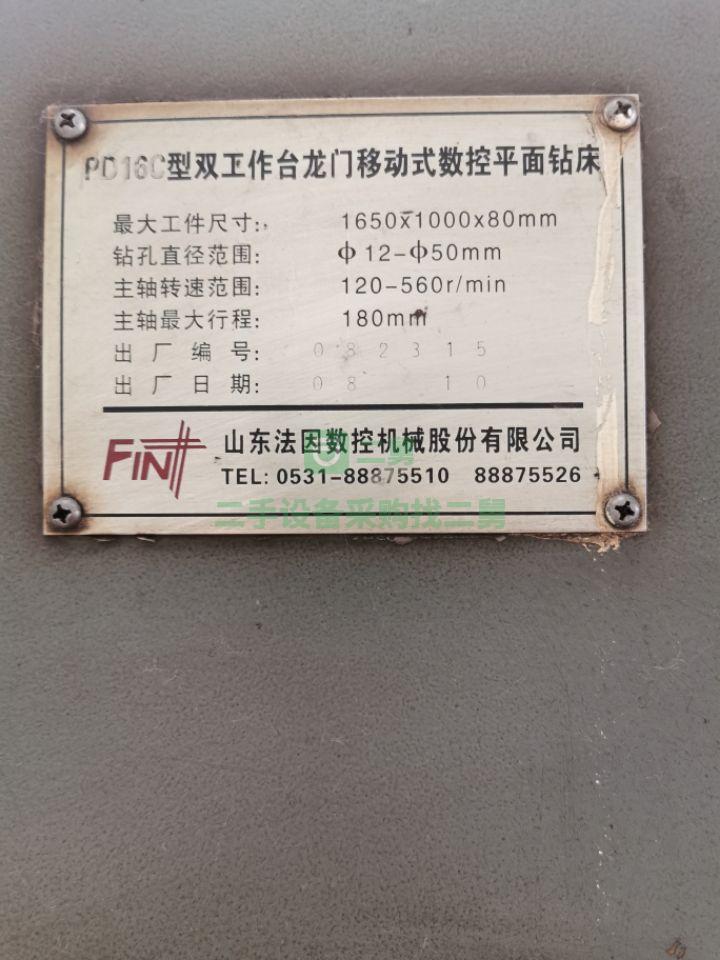 PD16C型双工作台龙门移动式数控平面钻床
最大工件尺寸: 1650x1000x80mm
钻孔直径范围: ф12-ф50mm
主轴转速范围: 120-560r/min
主轴最大行程: 180mm
出厂编号: 082315
出厂日期: 08 10
FIN
山东法因数控机械股份有限公司
TEL: 0531-88875510 88875526
二舅
二手设备采购找二舅